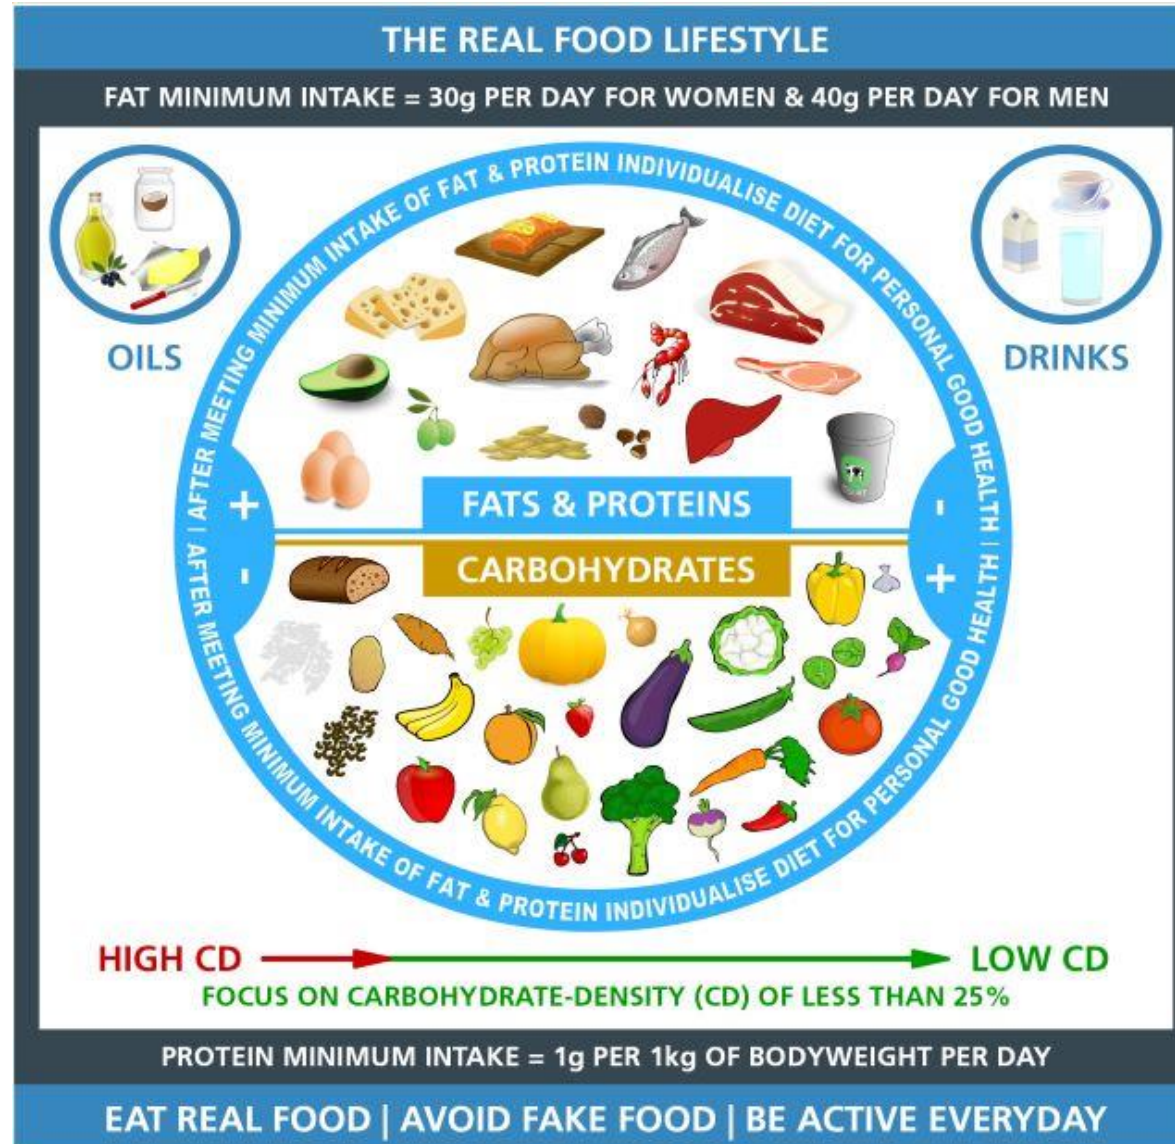 THE REAL FOOD LIFESTYLE
FAT MINIMUM INTAKE = 30g PER DAY FOR WOMEN & 40g PER DAY FOR MEN
| AFTER MEETING MINIMUM INTAKE OF FAT & PROTEIN INDIVIDUALISE DIET FOR PERSONAL GOOD HEALTH |
OILS
DRINKS
+
-
FATS & PROTEINS
CARBOHYDRATES
-
+
AFTER MEETING MINIMUM INTAKE OF FAT & PROTEIN INDIVIDUALISE DIET FOR PERSONAL GOOD HEALTH
HIGH CD
LOW CD
FOCUS ON CARBOHYDRATE-DENSITY (CD) OF LESS THAN 25%
PROTEIN MINIMUM INTAKE = 1g PER 1kg OF BODYWEIGHT PER DAY
EAT REAL FOOD | AVOID FAKE FOOD | BE ACTIVE EVERYDAY